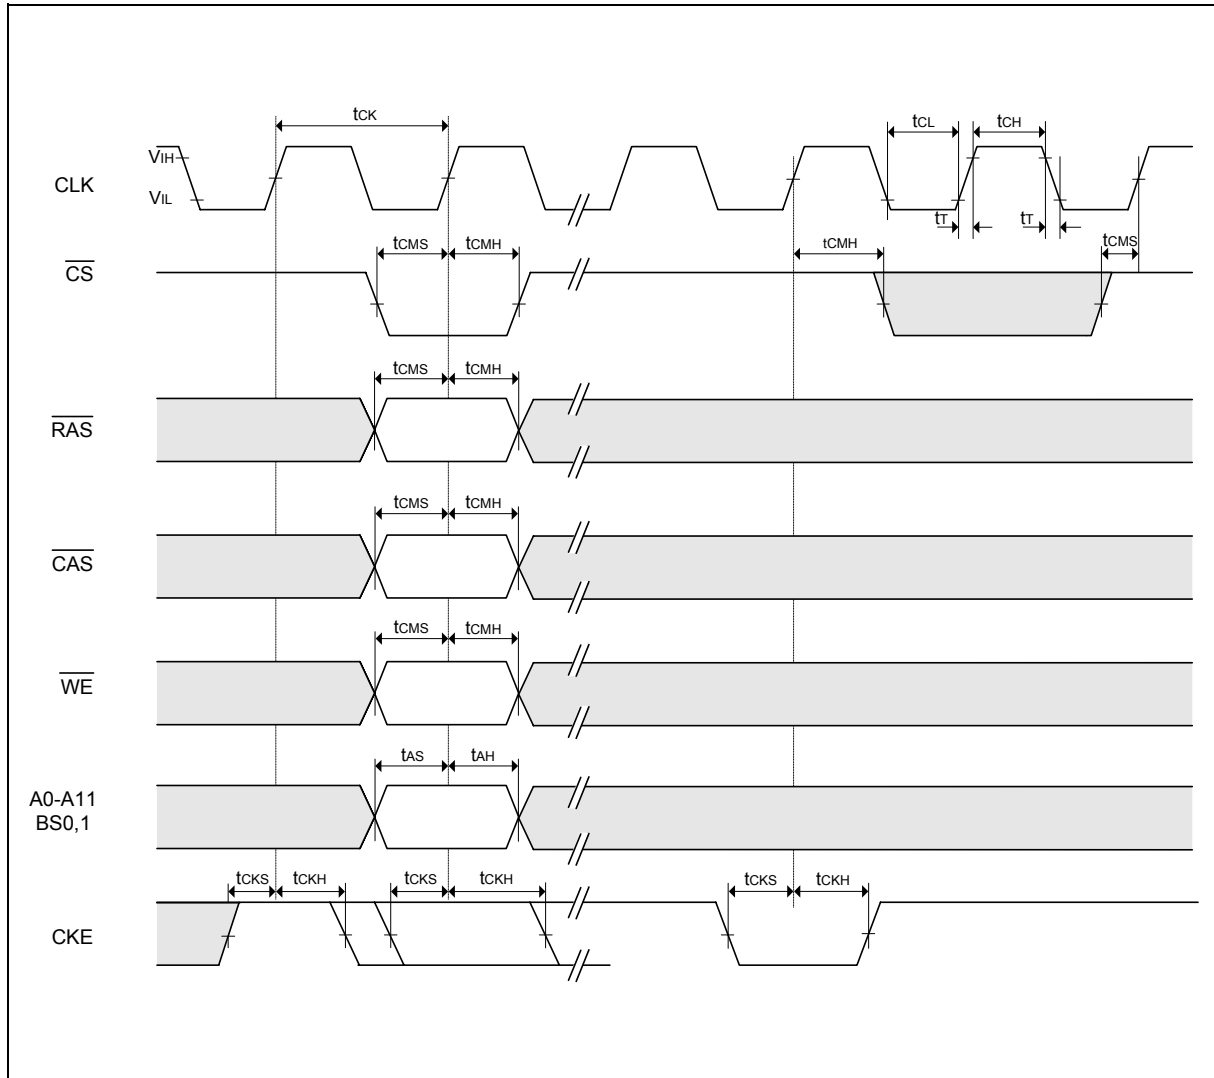 tCK
tCL
tCH
VIH
CLK
VIL
tT
tT
tCMS
tCMH
tCMH
tCMS
CS
tCMS
tCMH
RAS
tCMS
tCMH
CAS
tCMS
tCMH
WE
tAS
tAH
A0-A11
BS0,1
tCKS
tCKH
tCKS
tCKH
tCKS
tCKH
CKE